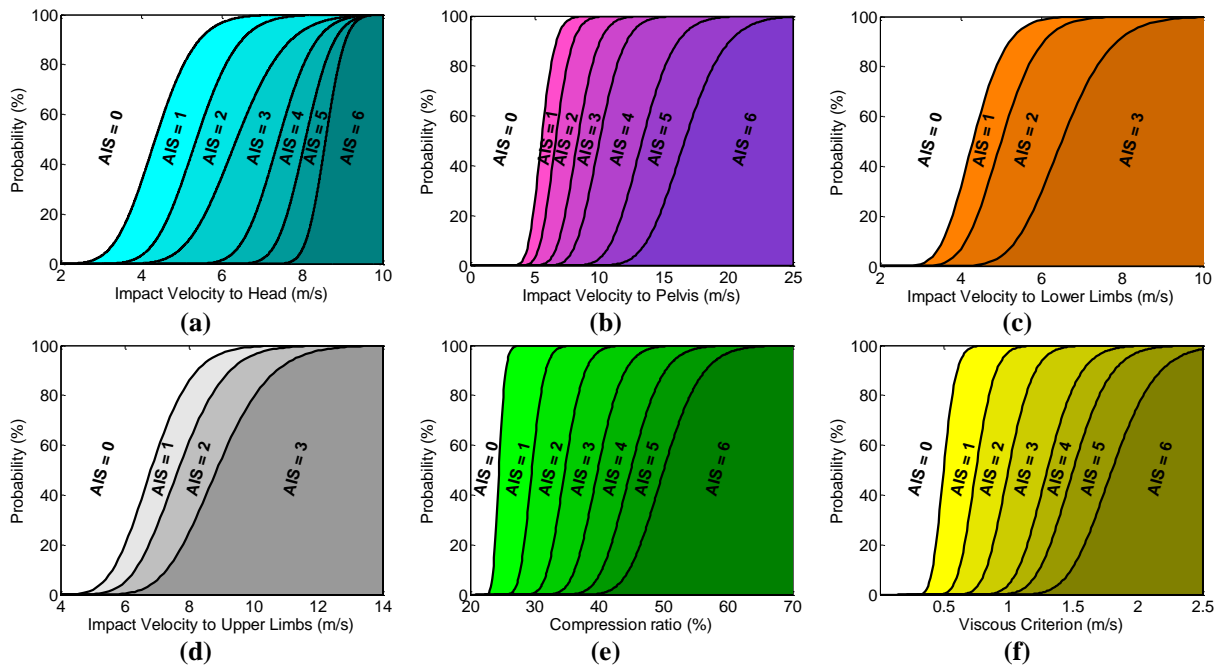 100
80
60
40
20
0
Probability (%)
AIS = 0
AIS = 1
AIS = 2
AIS = 3
AIS = 4
AIS = 5
AIS = 6
2 4 6 8 10
Impact Velocity to Head (m/s)
(a)
100
80
60
40
20
0
Probability (%)
AIS = 0
AIS = 1
AIS = 2
AIS = 3
AIS = 4
AIS = 5
AIS = 6
0 5 10 15 20 25
Impact Velocity to Pelvis (m/s)
(b)
100
80
60
40
20
0
Probability (%)
AIS = 0
AIS = 1
AIS = 2
AIS = 3
2 4 6 8 10
Impact Velocity to Lower Limbs (m/s)
(c)
100
80
60
40
20
0
Probability (%)
AIS = 0
AIS = 1
AIS = 2
AIS = 3
4 6 8 10 12 14
Impact Velocity to Upper Limbs (m/s)
(d)
100
80
60
40
20
0
Probability (%)
AIS = 0
AIS = 1
AIS = 2
AIS = 3
AIS = 4
AIS = 5
AIS = 6
20 30 40 50 60 70
Compression ratio (%)
(e)
100
80
60
40
20
0
Probability (%)
AIS = 0
AIS = 1
AIS = 2
AIS = 3
AIS = 4
AIS = 5
AIS = 6
0.5 1 1.5 2 2.5
Viscous Criterion (m/s)
(f)